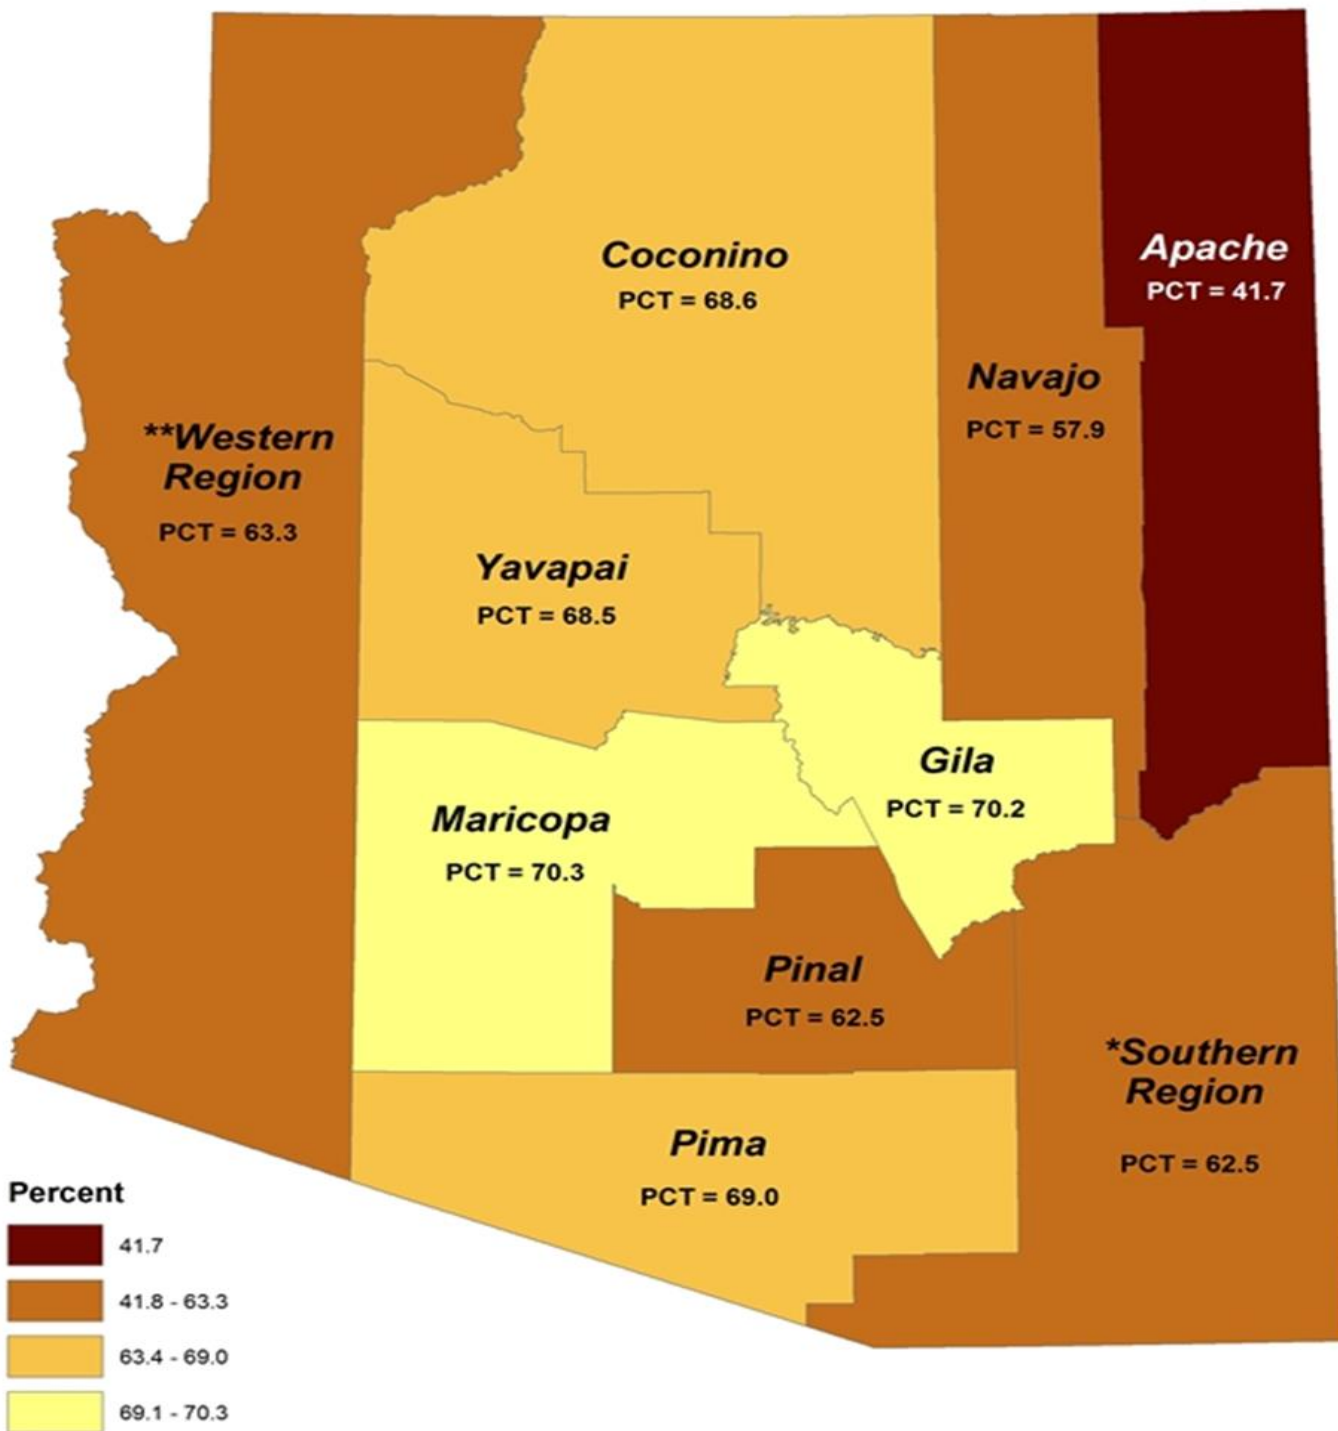 Coconino
PCT = 68.6
Apache
PCT = 41.7
Navajo
PCT = 57.9
**Western
Region
PCT = 63.3
Yavapai
PCT = 68.5
Gila
PCT = 70.2
Maricopa
PCT = 70.3
Pinal
PCT = 62.5
*Southern
Region
PCT = 62.5
Pima
PCT = 69.0
Percent
41.7
41.8 - 63.3
63.4 - 69.0
69.1 - 70.3